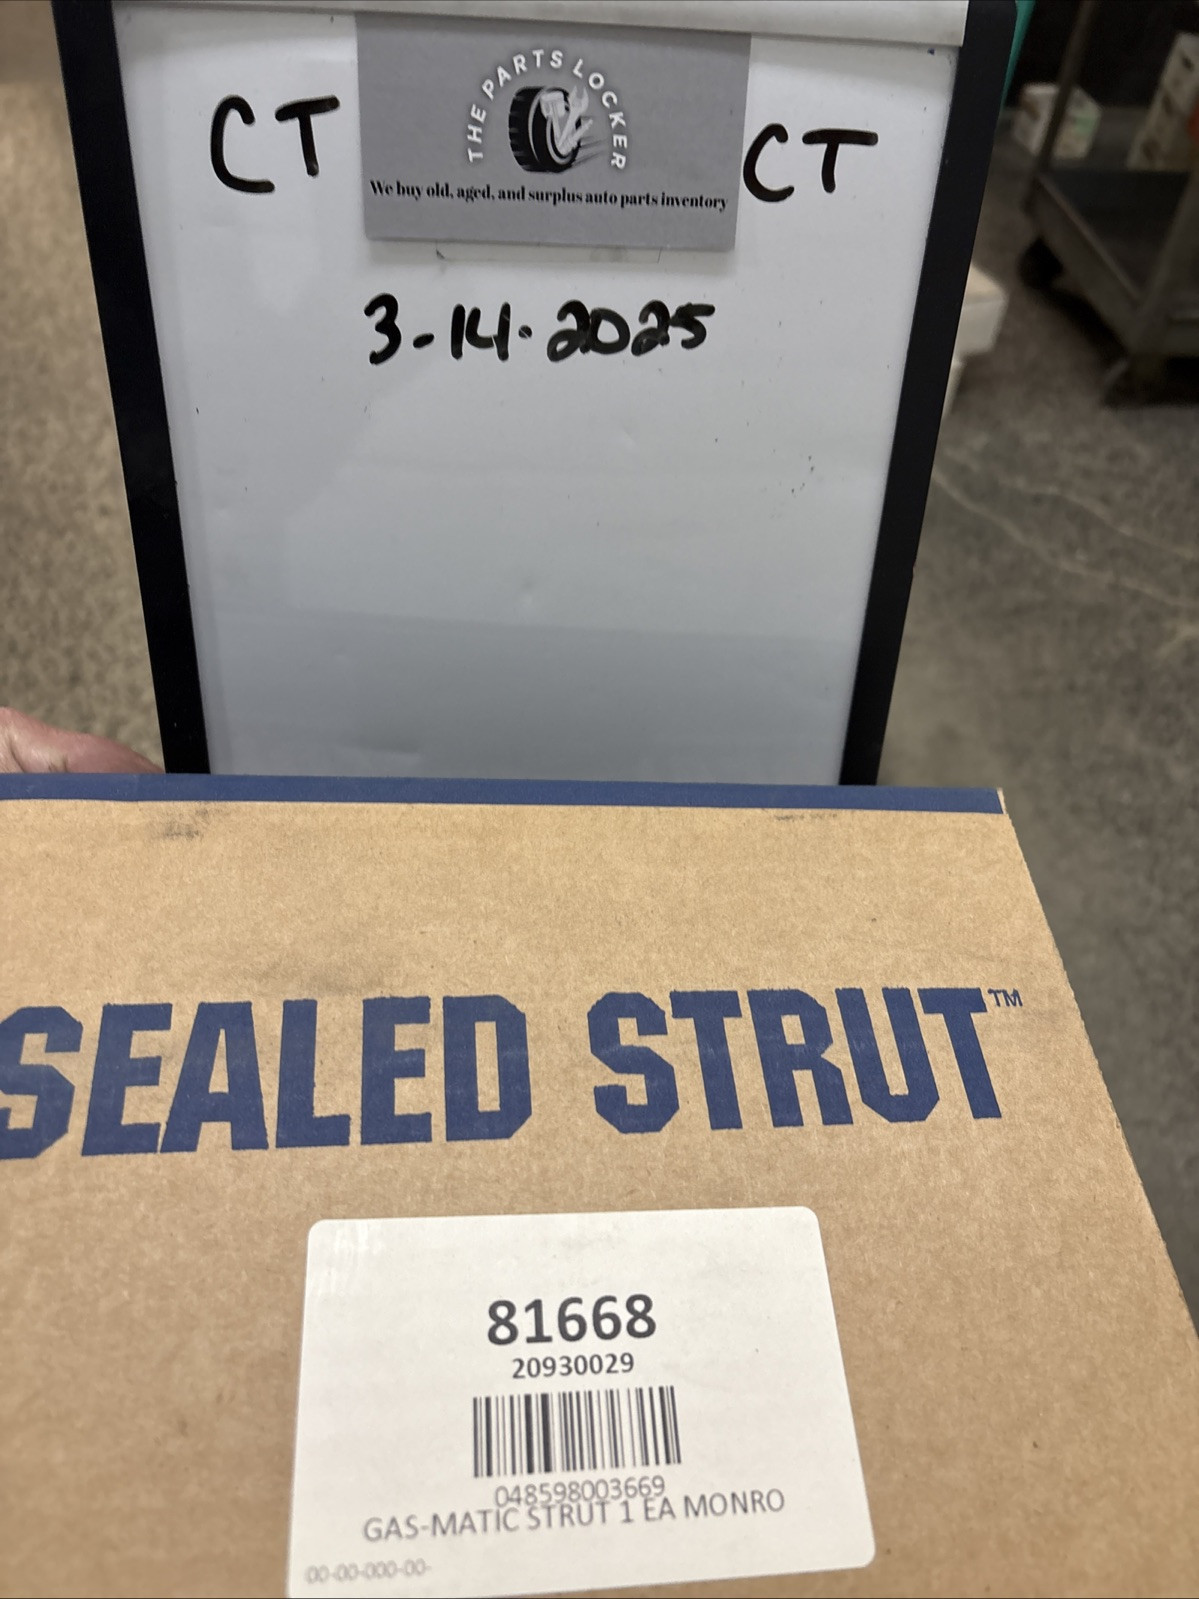 THE PARTS LOCKER
CT
CT
We buy old, aged, and surplus auto parts inventory
3-14-2025
SEALED STRUT™
81668
20930029
048598003669
GAS-MATIC STRUT 1 EA MONRO
00-00-000-00-